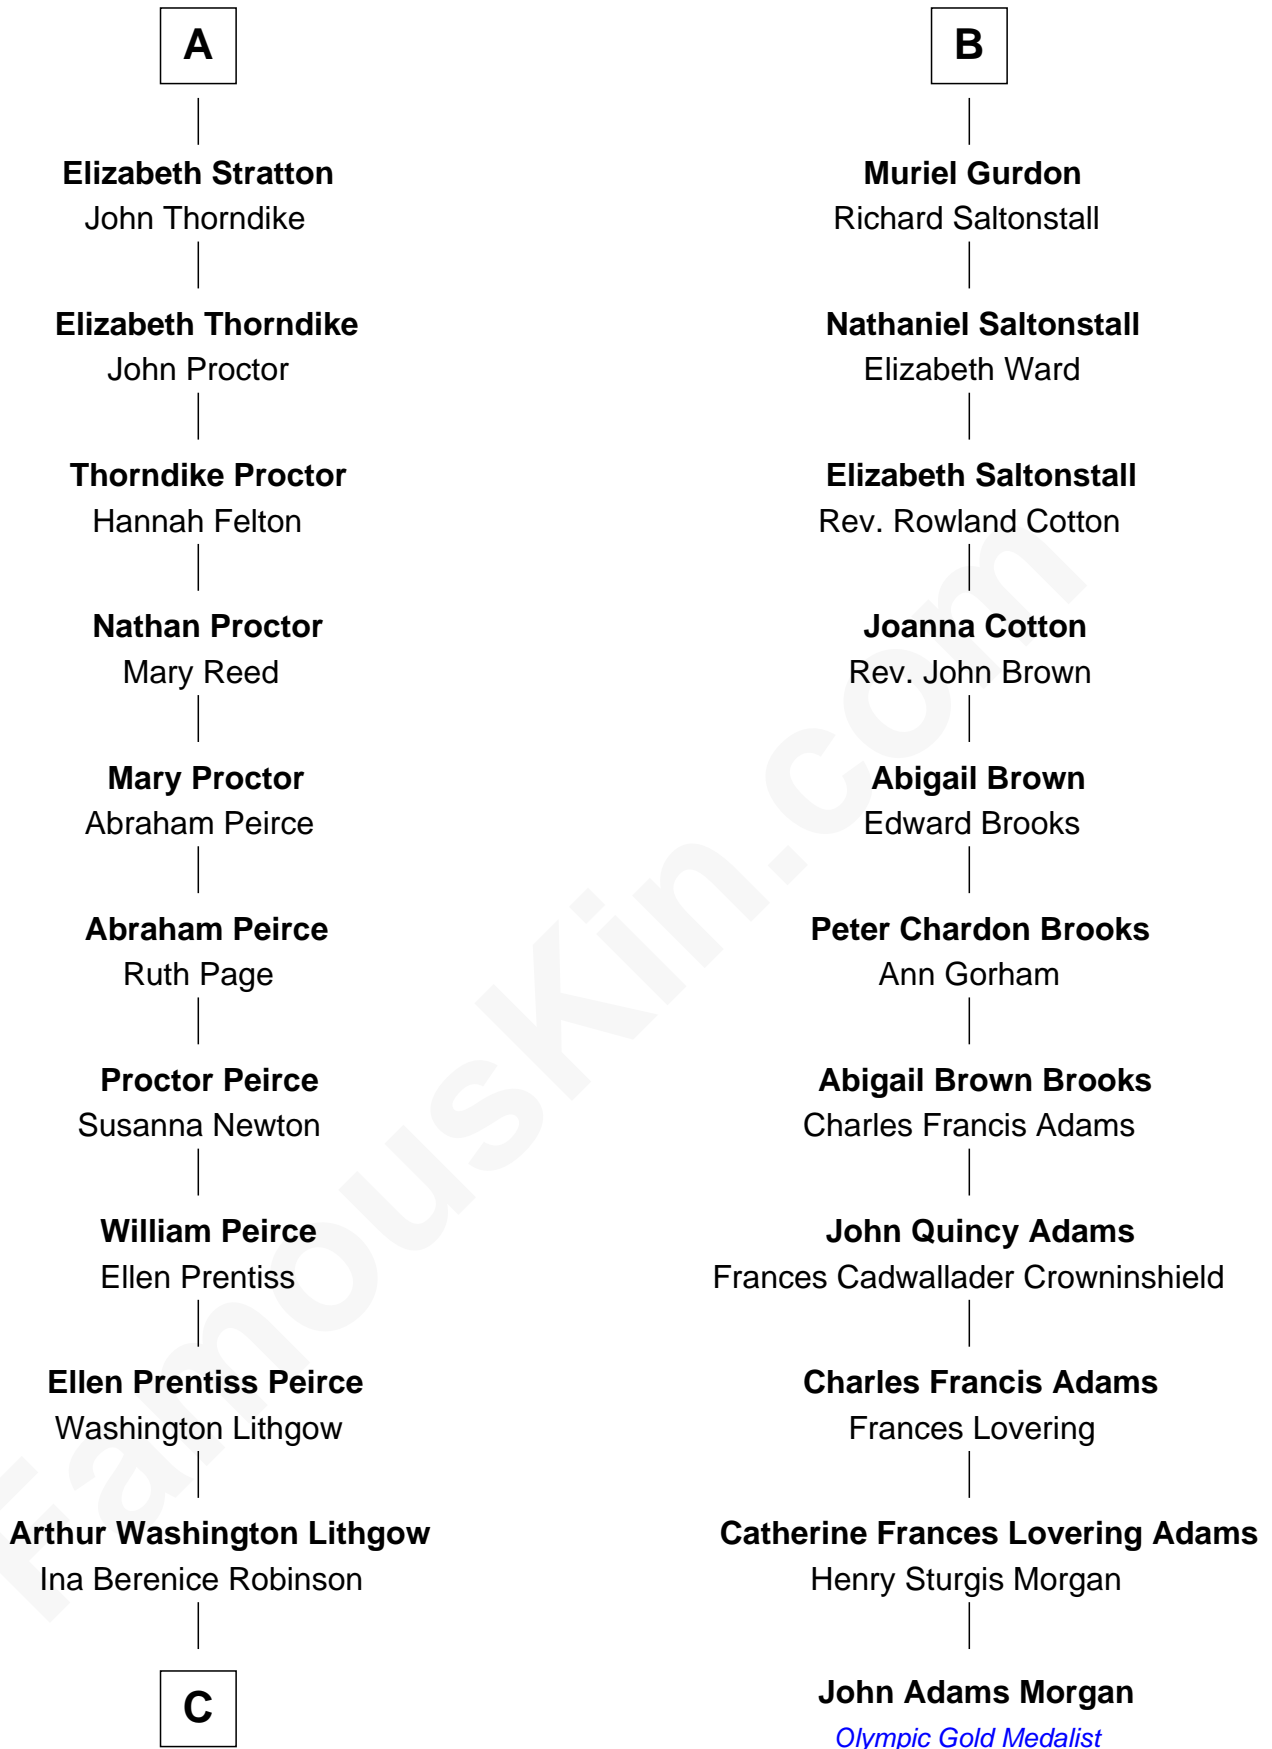 A
Elizabeth Stratton
John Thorndike
Elizabeth Thorndike
John Proctor
Thorndike Proctor
Hannah Felton
Nathan Proctor
Mary Reed
Mary Proctor
Abraham Peirce
Abraham Peirce
Ruth Page
Proctor Peirce
Susanna Newton
William Peirce
Ellen Prentiss
Ellen Prentiss Peirce
Washington Lithgow
Arthur Washington Lithgow
Ina Berenice Robinson
C
B
Muriel Gurdon
Richard Saltonstall
Nathaniel Saltonstall
Elizabeth Ward
Elizabeth Saltonstall
Rev. Rowland Cotton
Joanna Cotton
Rev. John Brown
Abigail Brown
Edward Brooks
Peter Chardon Brooks
Ann Gorham
Abigail Brown Brooks
Charles Francis Adams
John Quincy Adams
Frances Cadwallader Crowninshield
Charles Francis Adams
Frances Lovering
Catherine Frances Lovering Adams
Henry Sturgis Morgan
John Adams Morgan
Olympic Gold Medalist
FamousKin.com